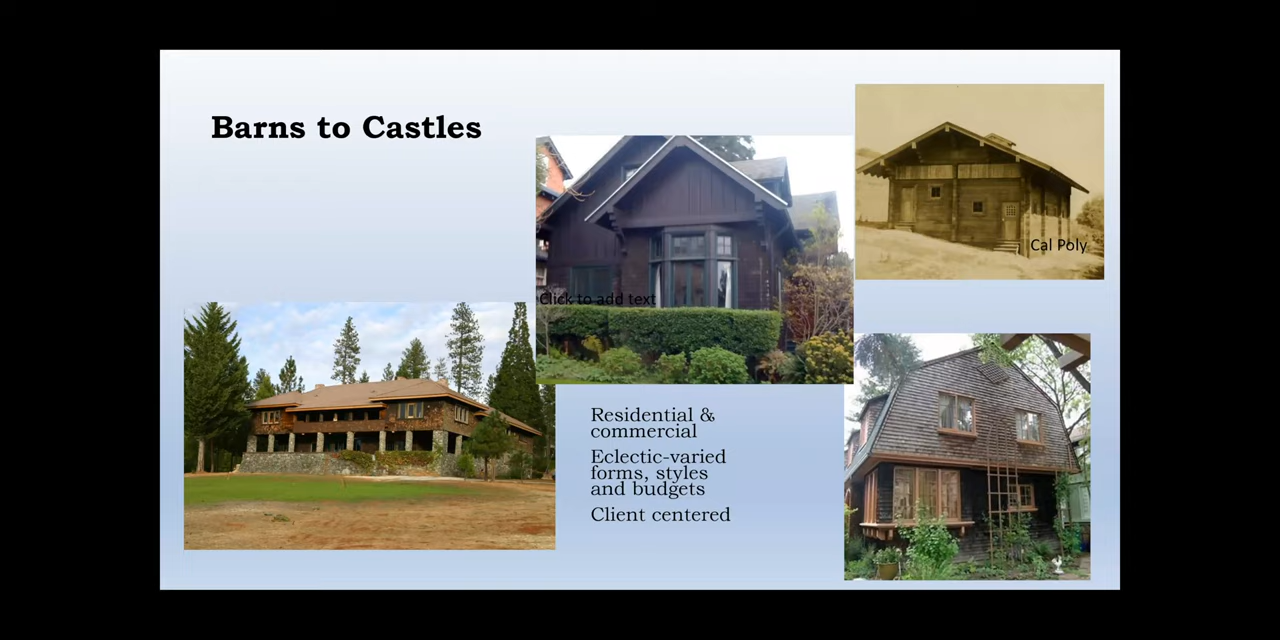 Barns to Castles
Cal Poly
Click to add text
Residential &
commercial
Eclectic-varied
forms, styles
and budgets
Client centered